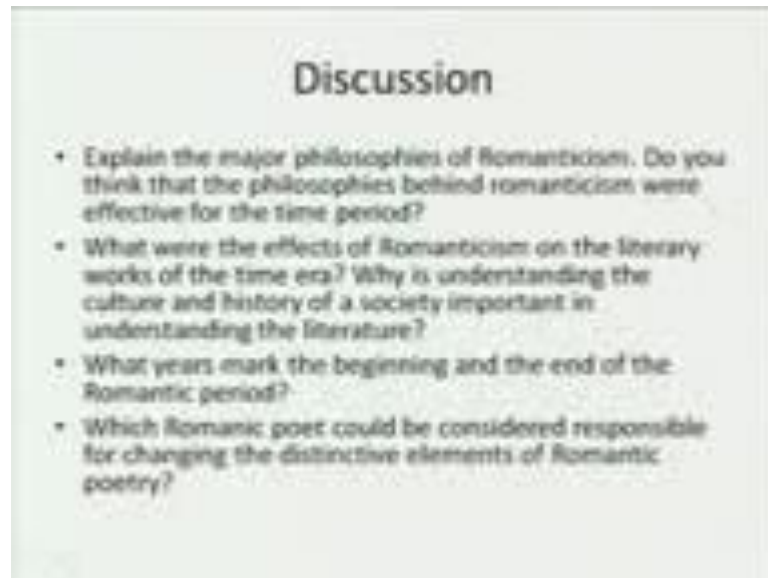 Discussion
• Explain the major philosophies of Romanticism. Do you
think that the philosophies behind romanticism were
effective for the time period?
• What were the effects of Romanticism on the literary
works of the time era? Why is understanding the
culture and history of a society important in
understanding the literature?
• What years mark the beginning and the end of the
Romantic period?
• Which Romanic poet could be considered responsible
for changing the distinctive elements of Romantic
poetry?